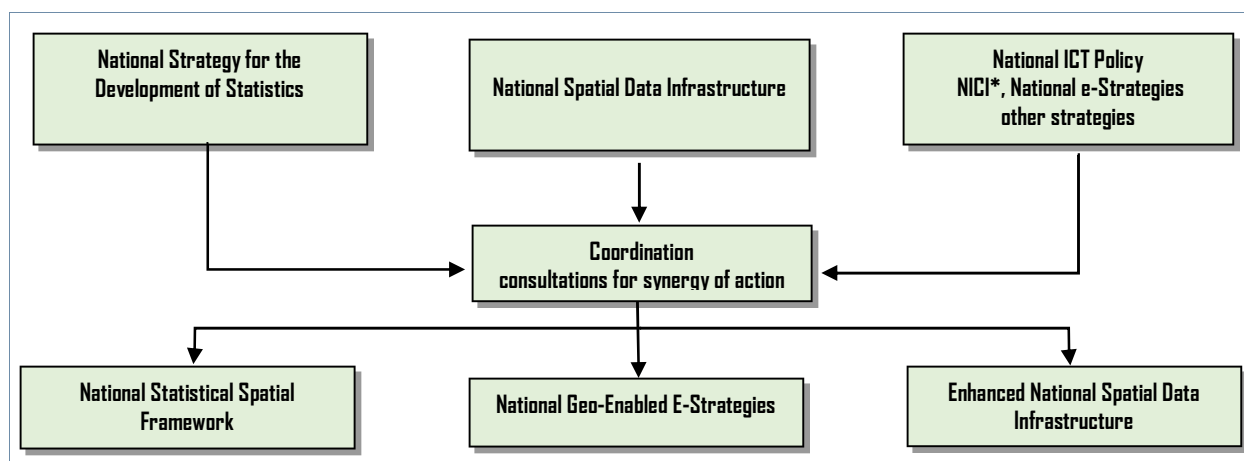 National Strategy for the
Development of Statistics
National Spatial Data Infrastructure
National ICT Policy
NICI*, National e-Strategies
other strategies
Coordination
consultations for synergy of action
National Statistical Spatial
Framework
National Geo-Enabled E-Strategies
Enhanced National Spatial Data
Infrastructure